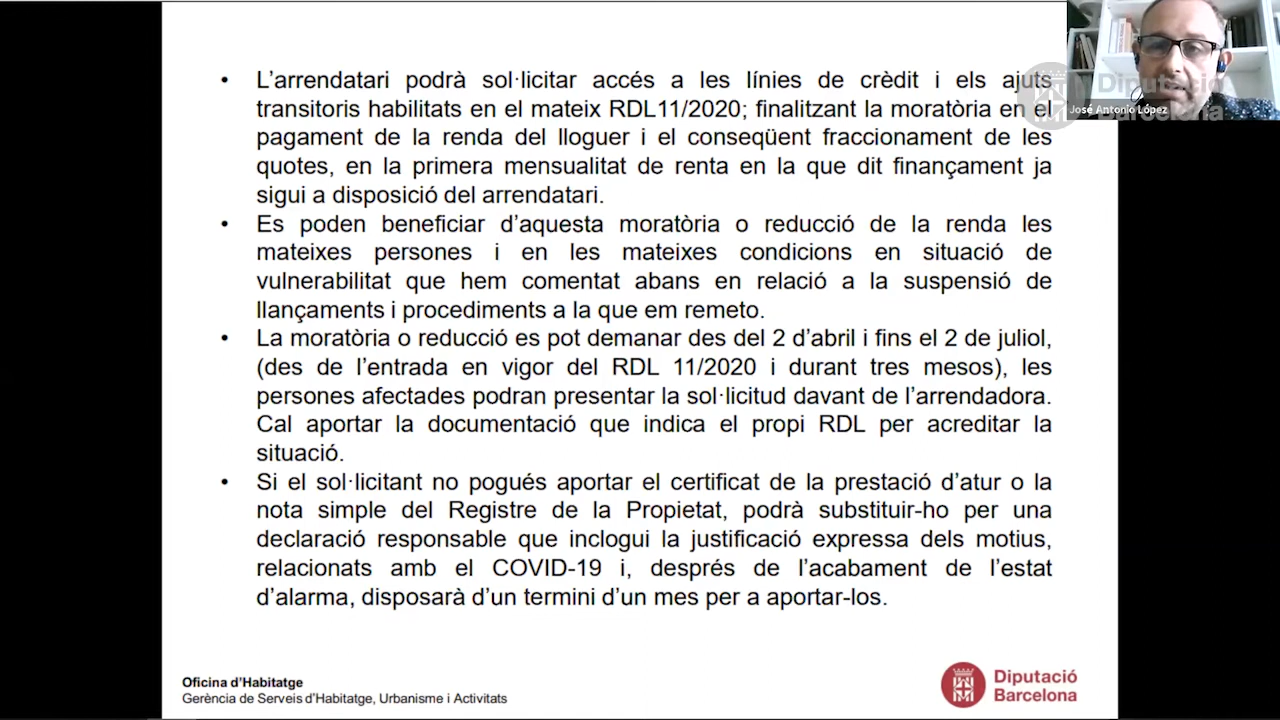 • L’arrendatari podrà sol·licitar accés a les línies de crèdit i els ajuts
transitoris habilitats en el mateix RDL11/2020; finalitzant la moratòria en el
pagament de la renda del lloguer i el conseqüent fraccionament de les
quotes, en la primera mensualitat de renta en la que dit finançament ja
sigui a disposició del arrendatari.
• Es poden beneficiar d’aquesta moratòria o reducció de la renda les
mateixes persones i en les mateixes condicions en situació de
vulnerabilitat que hem comentat abans en relació a la suspensió de
llançaments i procediments a la que em remeto.
• La moratòria o reducció es pot demanar des del 2 d’abril i fins el 2 de juliol,
(des de l’entrada en vigor del RDL 11/2020 i durant tres mesos), les
persones afectades podran presentar la sol·licitud davant de l’arrendadora.
Cal aportar la documentació que indica el propi RDL per acreditar la
situació.
• Si el sol·licitant no pogués aportar el certificat de la prestació d’atur o la
nota simple del Registre de la Propietat, podrà substituir-ho per una
declaració responsable que inclogui la justificació expressa dels motius,
relacionats amb el COVID-19 i, després de l’acabament de l’estat
d’alarma, disposarà d’un termini d’un mes per a aportar-los.
Diputació
Barcelona
José Antonio López
Oficina d’Habitatge
Gerència de Serveis d’Habitatge, Urbanisme i Activitats
Diputació
Barcelona